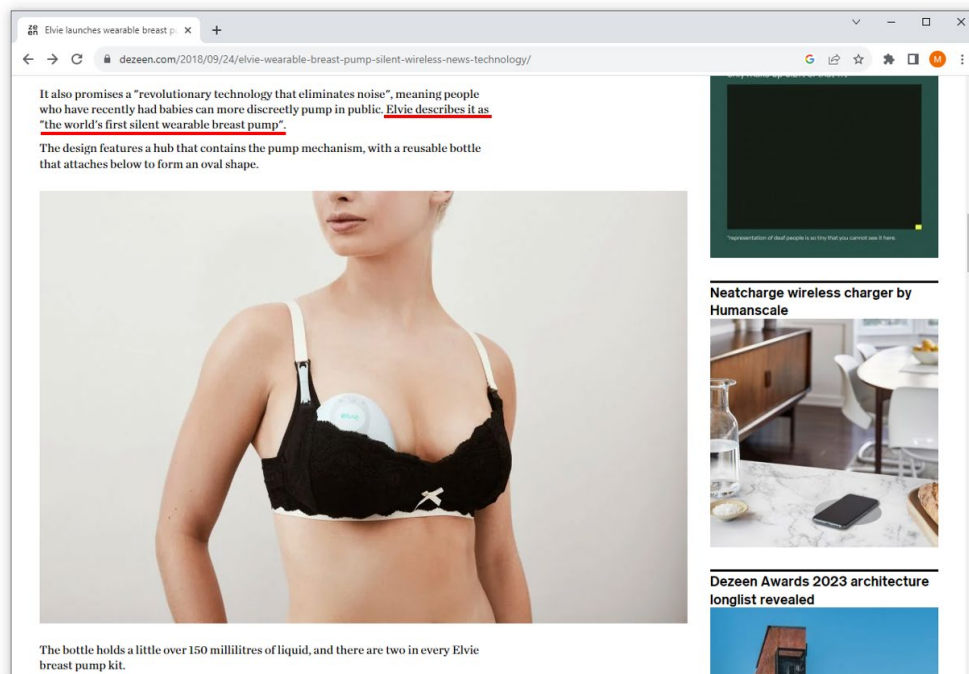 Elvie launches wearable breast p
dezeen.com/2018/09/24/elvie-wearable-breast-pump-silent-wireless-news-technology/
M
It also promises a "revolutionary technology that eliminates noise", meaning people
who have recently had babies can more discreetly pump in public. Elvie describes it as
"the world's first silent wearable breast pump".
The design features a hub that contains the pump mechanism, with a reusable bottle
that attaches below to form an oval shape.
elvie
The bottle holds a little over 150 millilitres of liquid, and there are two in every Elvie
breast pump kit.
*representation of deaf people is so tiny that you cannot see it here.
Neatcharge wireless charger by
Humanscale
Dezeen Awards 2023 architecture
longlist revealed